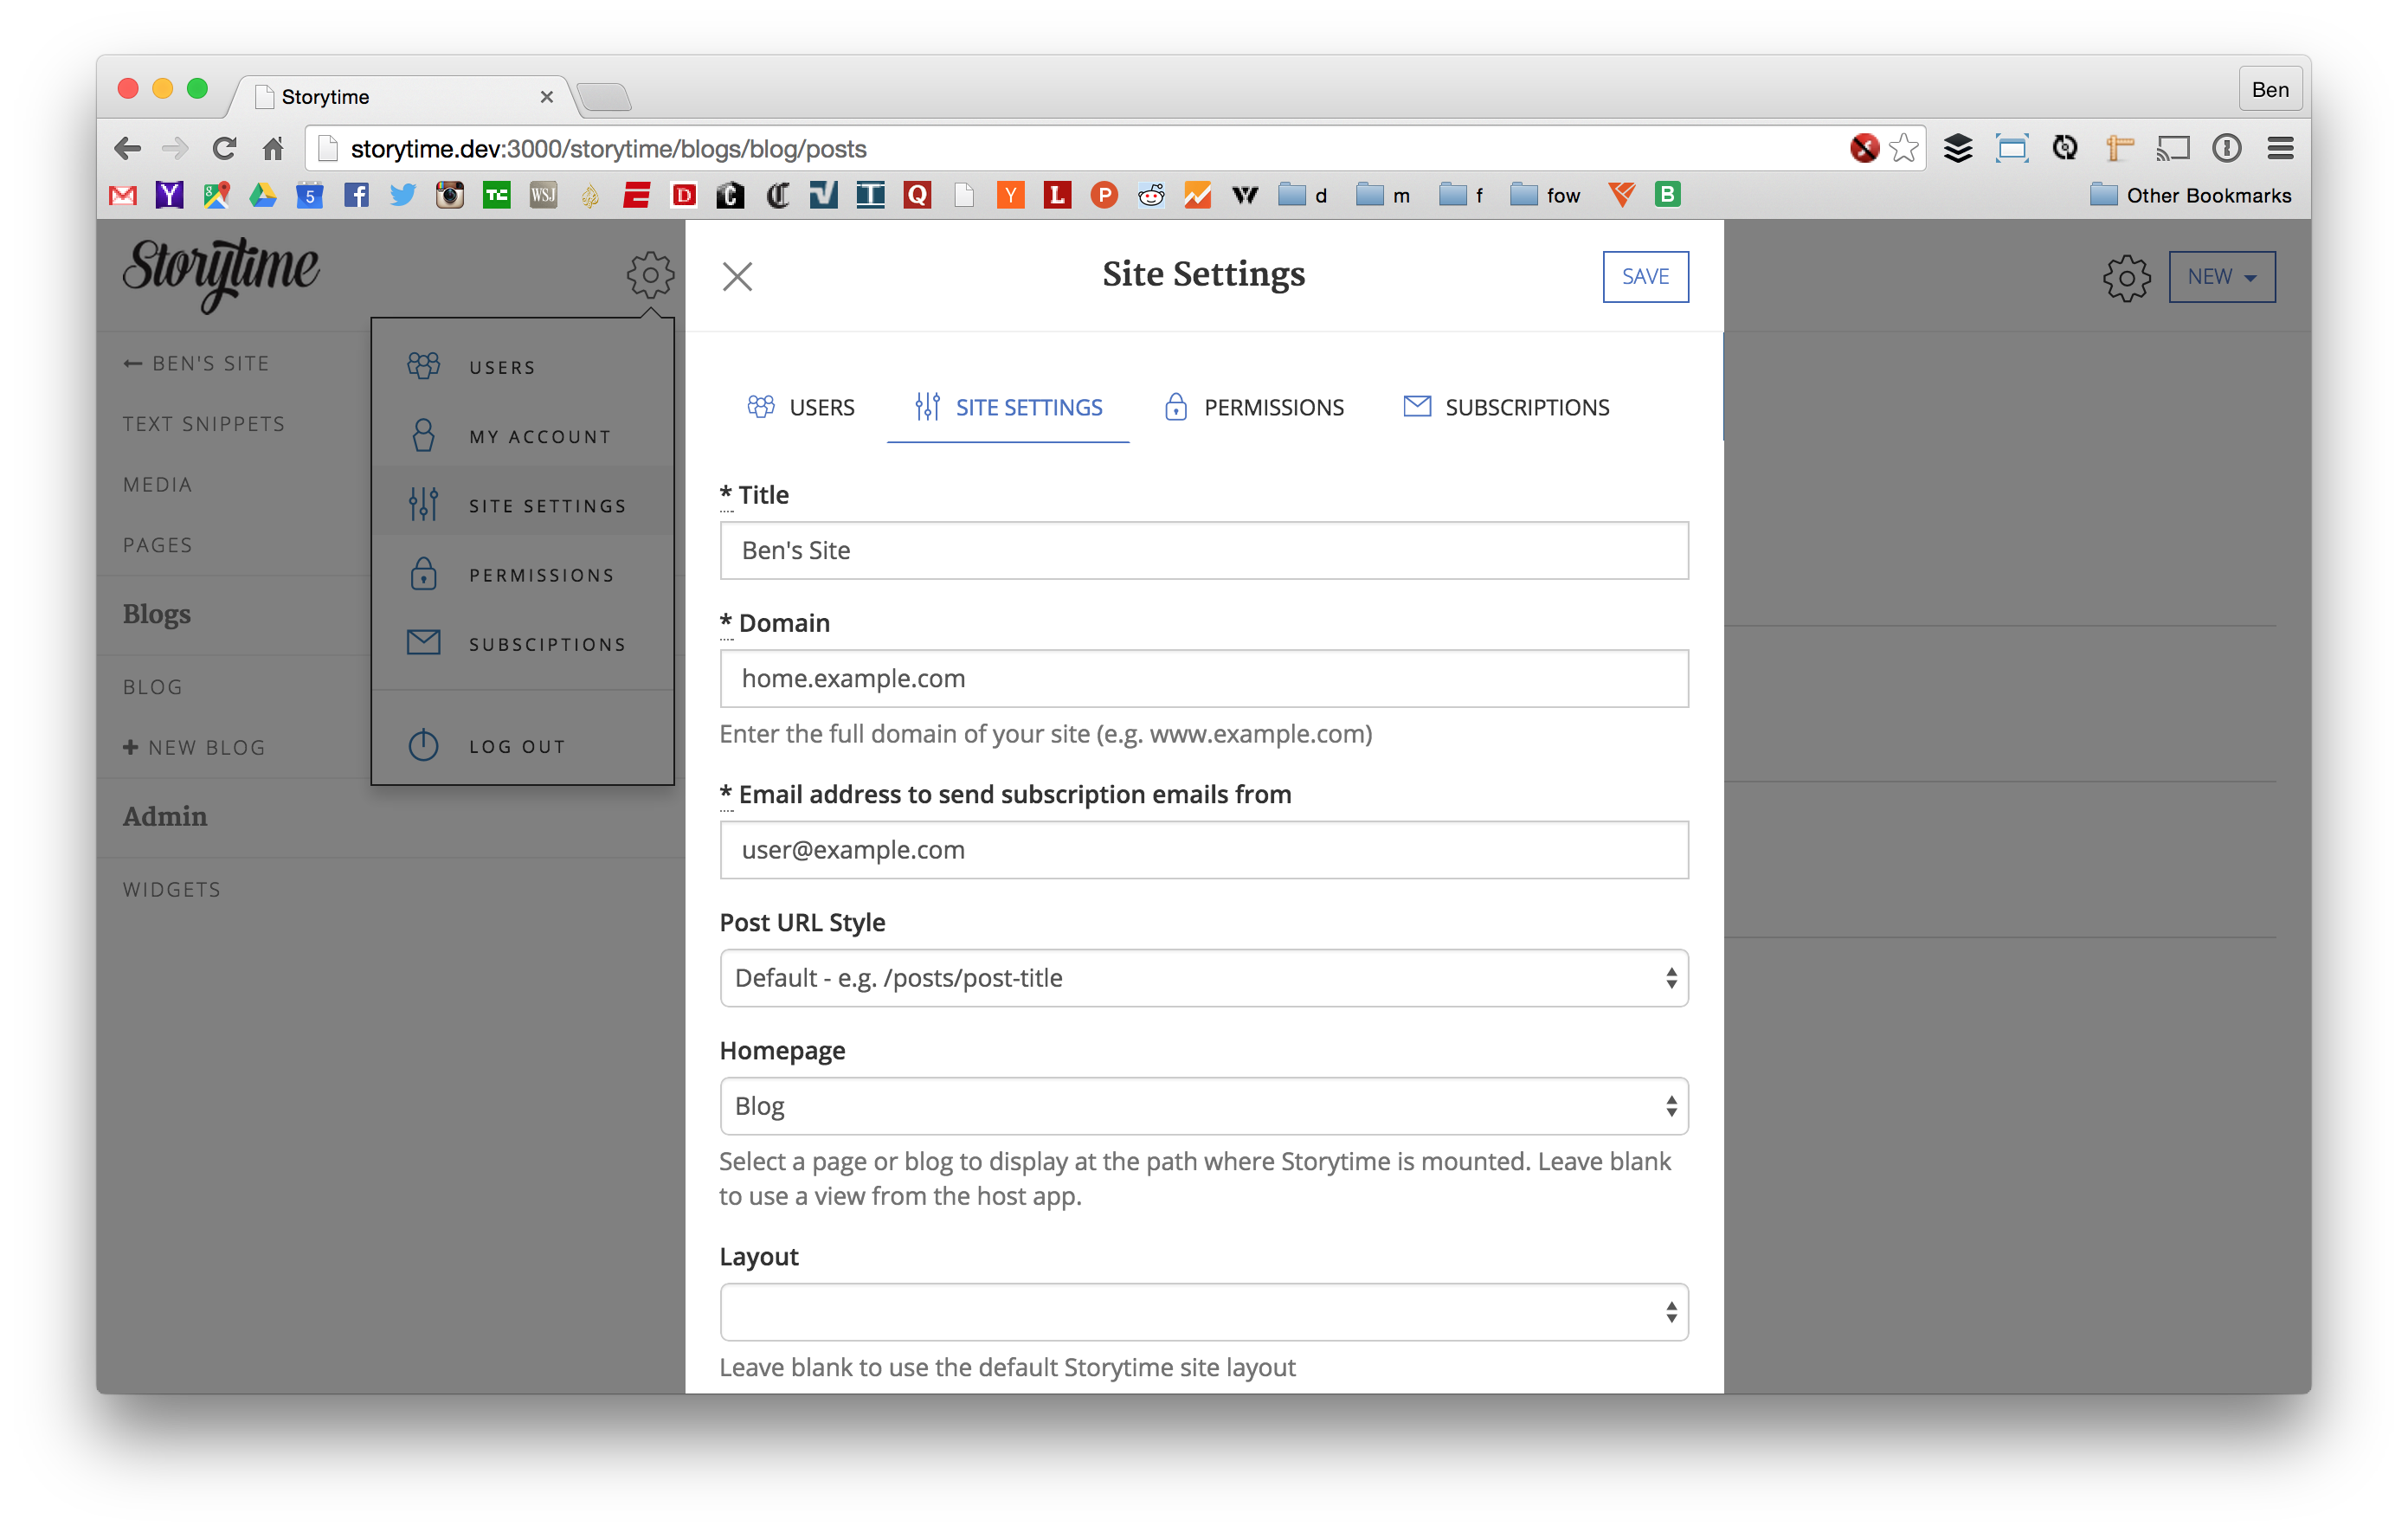 Storytime
Ben
storytime.dev:3000/storytime/blogs/blog/posts
d
m
f
fow
Other Bookmarks
Storytime
BEN'S SITE
TEXT SNIPPETS
MEDIA
PAGES
Blogs
BLOG
NEW BLOG
Admin
WIDGETS
USERS
MY ACCOUNT
SITE SETTINGS
PERMISSIONS
SUBSCIPTIONS
LOG OUT
Site Settings
SAVE
NEW
USERS SITE SETTINGS PERMISSIONS SUBSCRIPTIONS
* Title
Ben's Site
* Domain
home.example.com
Enter the full domain of your site (e.g. www.example.com)
* Email address to send subscription emails from
user@example.com
Post URL Style
Default - e.g. /posts/post-title
Homepage
Blog
Select a page or blog to display at the path where Storytime is mounted. Leave blank
to use a view from the host app.
Layout
Leave blank to use the default Storytime site layout